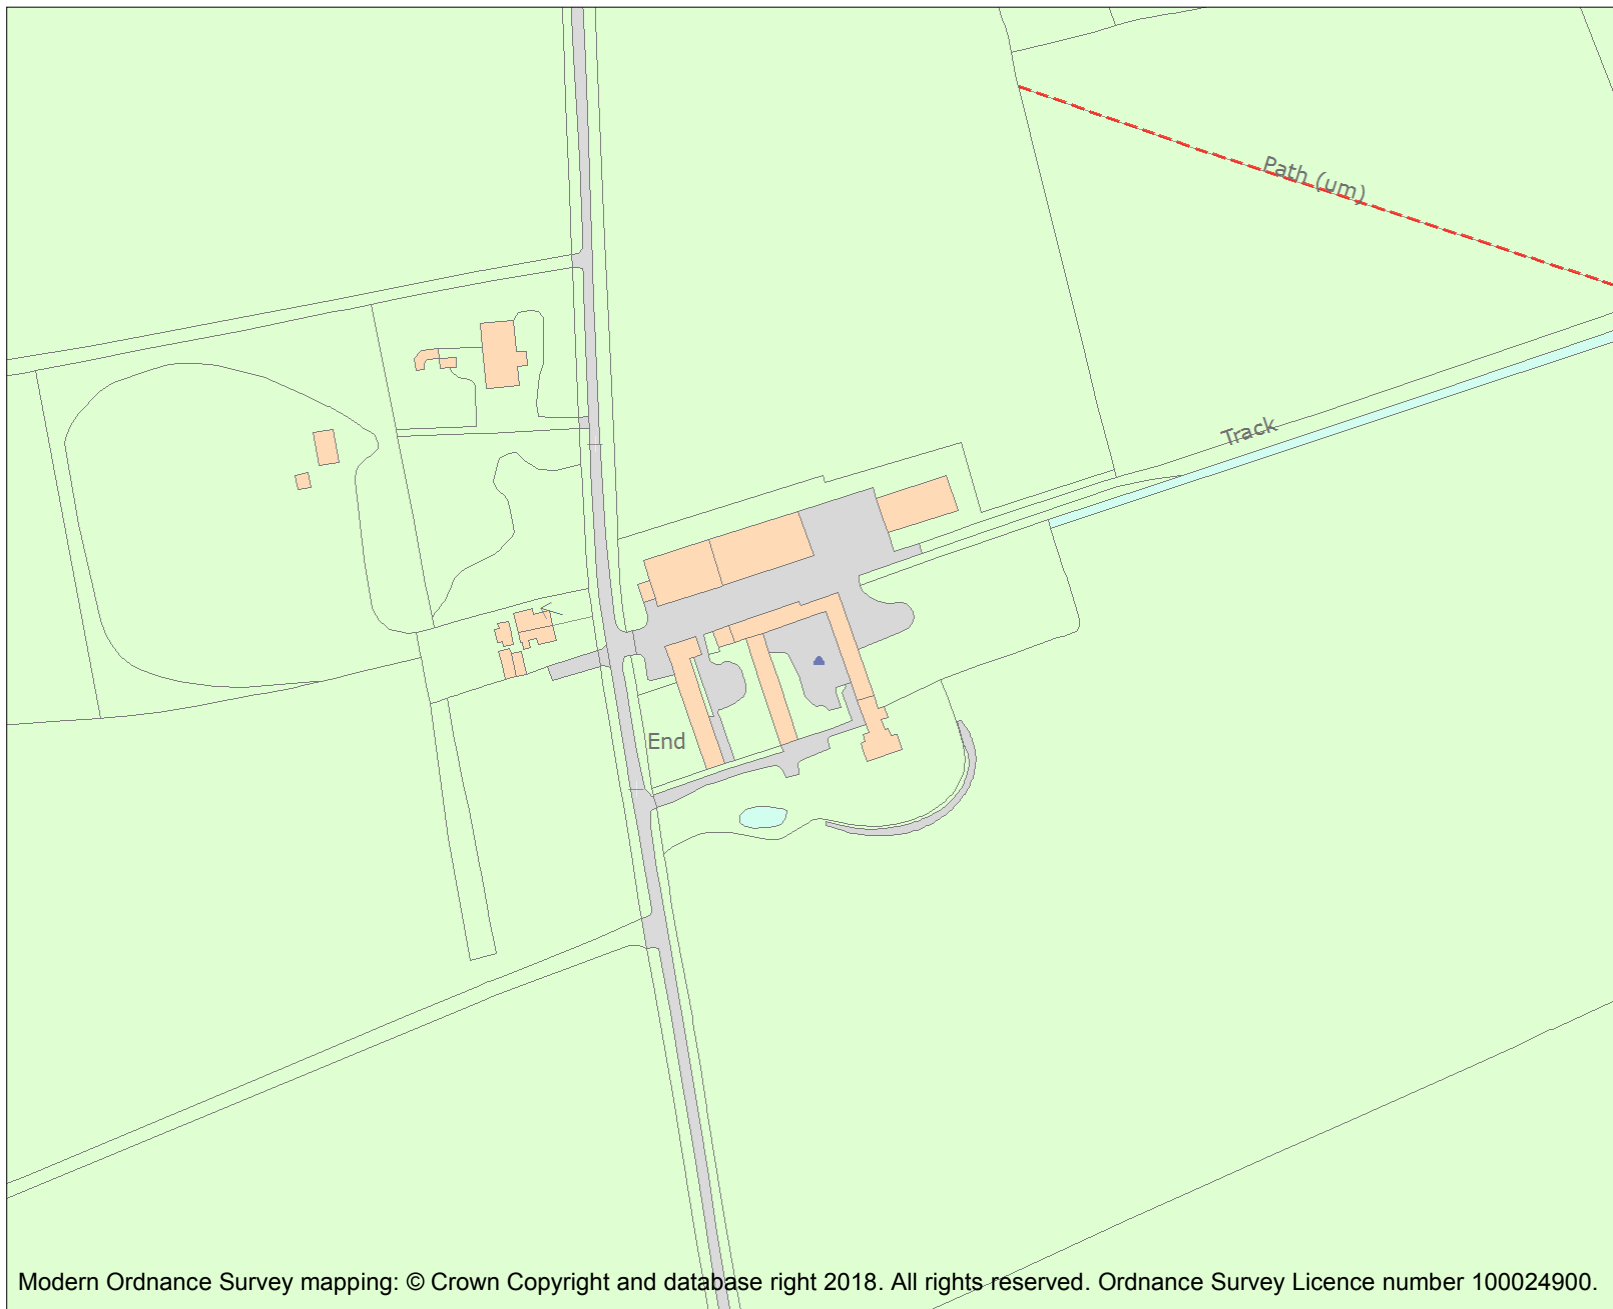 Path (um)
Track
End
Modern Ordnance Survey mapping: © Crown Copyright and database right 2018. All rights reserved. Ordnance Survey Licence number 100024900.